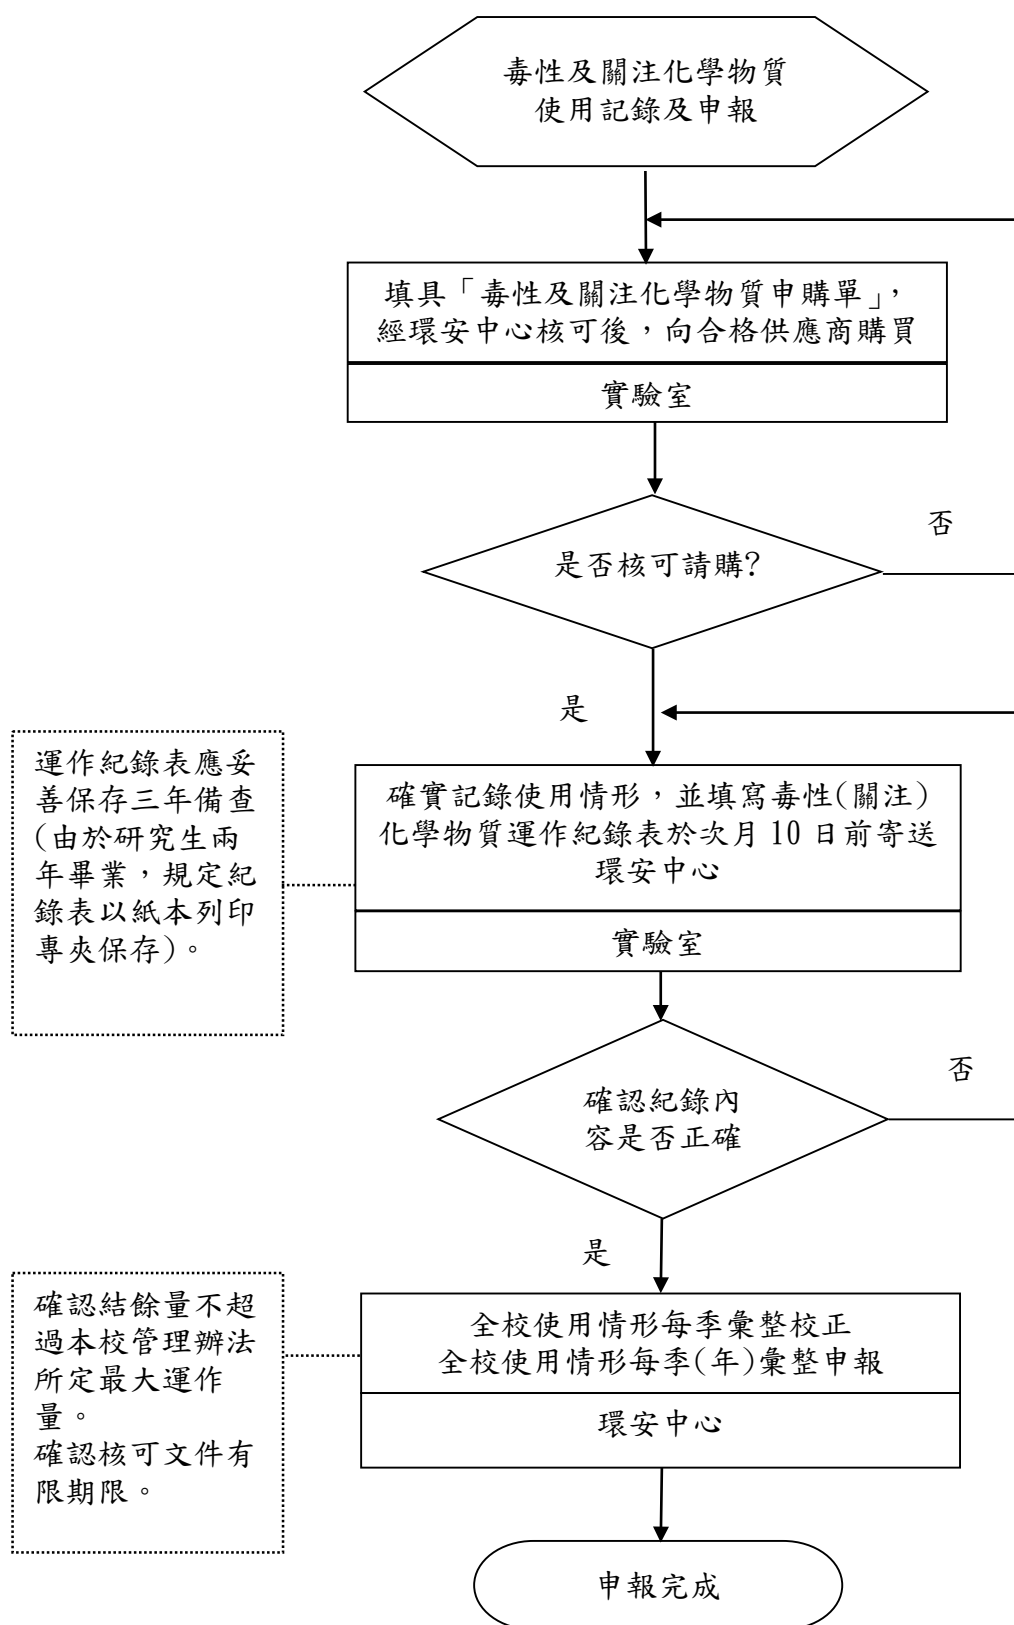 毒性及關注化學物質
使用記錄及申報
填具「毒性及關注化學物質申購單」,
經環安中心核可後，向合格供應商購買
實驗室
是否核可請購?
否
是
運作紀錄表應妥
善保存三年備查
(由於研究生兩
年畢業，規定紀
錄表以紙本列印
專夾保存)。
確實記錄使用情形，並填寫毒性(關注)
化學物質運作紀錄表於次月 10 日前寄送
環安中心
實驗室
確認紀錄內
容是否正確
否
是
確認結餘量不超
過本校管理辦法
所定最大運作
量。
確認核可文件有
限期限。
全校使用情形每季彙整校正
全校使用情形每季(年)彙整申報
環安中心
申報完成